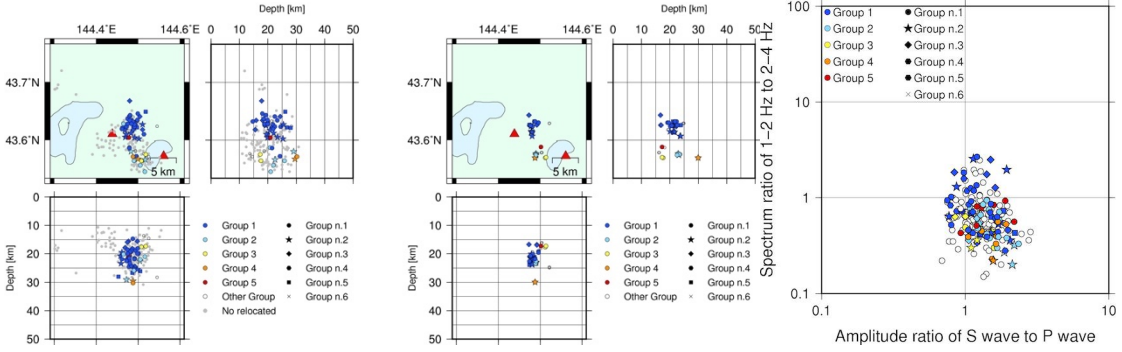 Depth [km]
144.4˚E 144.6˚E 0 10 20 30 40 50
43.7˚N
43.6˚N
5 km
0
10
20
30
40
50
Depth [km]
Group 1
Group 2
Group 3
Group 4
Group 5
Other Group
No relocated
Group n.1
Group n.2
Group n.3
Group n.4
Group n.5
Group n.6
Depth [km]
144.4˚E 144.6˚E 0 10 20 30 40 50
43.7˚N
43.6˚N
5 km
0
10
20
30
40
50
Depth [km]
Group 1
Group 2
Group 3
Group 4
Group 5
Other Group
Group n.1
Group n.2
Group n.3
Group n.4
Group n.5
Group n.6
Spectrum ratio of 1−2 Hz to 2−4 Hz
100
10
1
0.1
Group 1
Group 2
Group 3
Group 4
Group 5
Group n.1
Group n.2
Group n.3
Group n.4
Group n.5
Group n.6
0.1 1 10
Amplitude ratio of S wave to P wave